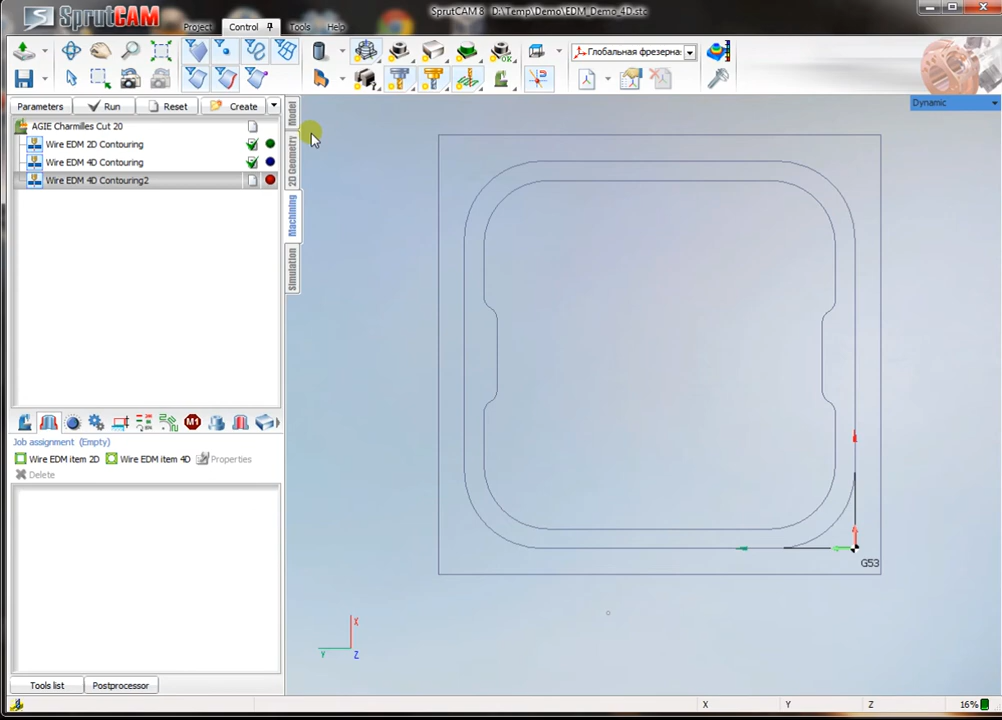 SprutCAM
SprutCAM 8 D:\Temp\Demo\EDM_Demo_4D.stc
Project Control Tools Help
OK
Глобальная фрезерна:
Parameters Run Reset Create
Model
2D Geometry
Machining
Simulation
Dynamic
AGIE Charmilles Cut 20
Wire EDM 2D Contouring
Wire EDM 4D Contouring
Wire EDM 4D Contouring2
M1
Job assignment (Empty)
Wire EDM item 2D Wire EDM item 4D Properties
Delete
G53
X
Y
Z
Tools list Postprocessor
X Y Z 16%